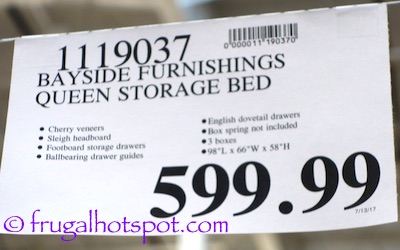 1119037
0000011190370
BAYSIDE FURNISHINGS
QUEEN STORAGE BED
• Cherry veneers
• Sleigh headboard
• Footboard storage drawers
• Ballbearing drawer guides
• English dovetail drawers
• Box spring not included
• 3 boxes
• 98"L x 66"W x 58"H
599.99
7/13/17
© frugalhotspot.com